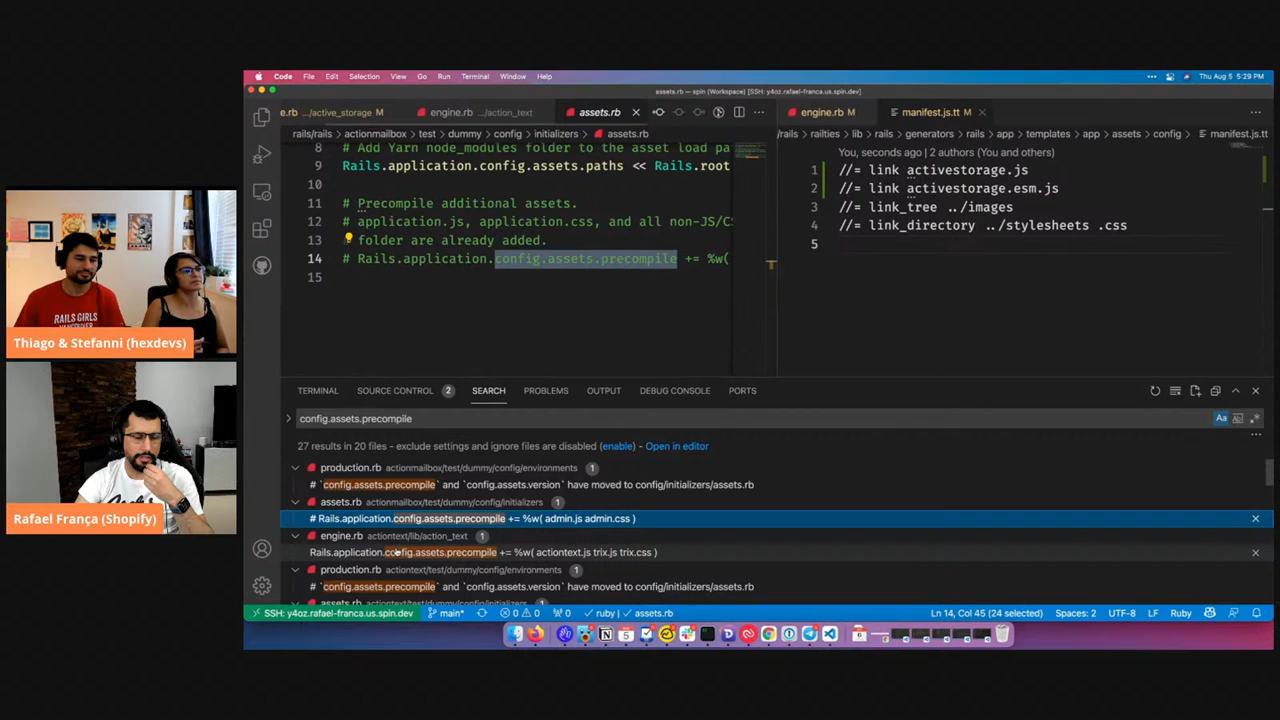 Code File Edit Selection View Go Run Terminal Window Help
Thu Aug 5 5:29 PM
assets.rb — spin (Workspace) [SSH: y4oz.rafael-franca.us.spin.dev]
e.rb .../active_storage M
engine.rb .../action_text
assets.rb
rails/rails > actionmailbox > test > dummy > config > initializers > assets.rb
8 # Add Yarn node_modules folder to the asset load pa
9 Rails.application.config.assets.paths << Rails.root
10
11 # Precompile additional assets.
12 # application.js, application.css, and all non-JS/CS
13 # folder are already added.
14 # Rails.application.config.assets.precompile += %w(
15
engine.rb M
manifest.js.tt
/rails > railties > lib > rails > generators > rails > app > templates > app > assets > config > manifest.js.tt
You, seconds ago | 2 authors (You and others)
1 //= link activestorage.js
2 //= link activestorage.esm.js
3 //= link_tree ../images
4 //= link_directory ../stylesheets .css
5
RAILS GIRLS
VANCOUVER
Thiago & Stefanni (hexdevs)
Rafael França (Shopify)
TERMINAL SOURCE CONTROL 2 SEARCH PROBLEMS OUTPUT DEBUG CONSOLE PORTS
config.assets.precompile
Aa
27 results in 20 files - exclude settings and ignore files are disabled (enable) - Open in editor
production.rb actionmailbox/test/dummy/config/environments 1
# `config.assets.precompile` and `config.assets.version` have moved to config/initializers/assets.rb
assets.rb actionmailbox/test/dummy/config/initializers 1
# Rails.application.config.assets.precompile += %w( admin.js admin.css )
engine.rb actiontext/lib/action_text 1
Rails.application.config.assets.precompile += %w( actiontext.js trix.js trix.css )
production.rb actiontext/test/dummy/config/environments 1
# `config.assets.precompile` and `config.assets.version` have moved to config/initializers/assets.rb
assets.rb actiontext/test/dummy/config/initializers 1
SSH: y4oz.rafael-franca.us.spin.dev main* 0 0 0 ruby | assets.rb Ln 14, Col 45 (24 selected) Spaces: 2 UTF-8 LF Ruby